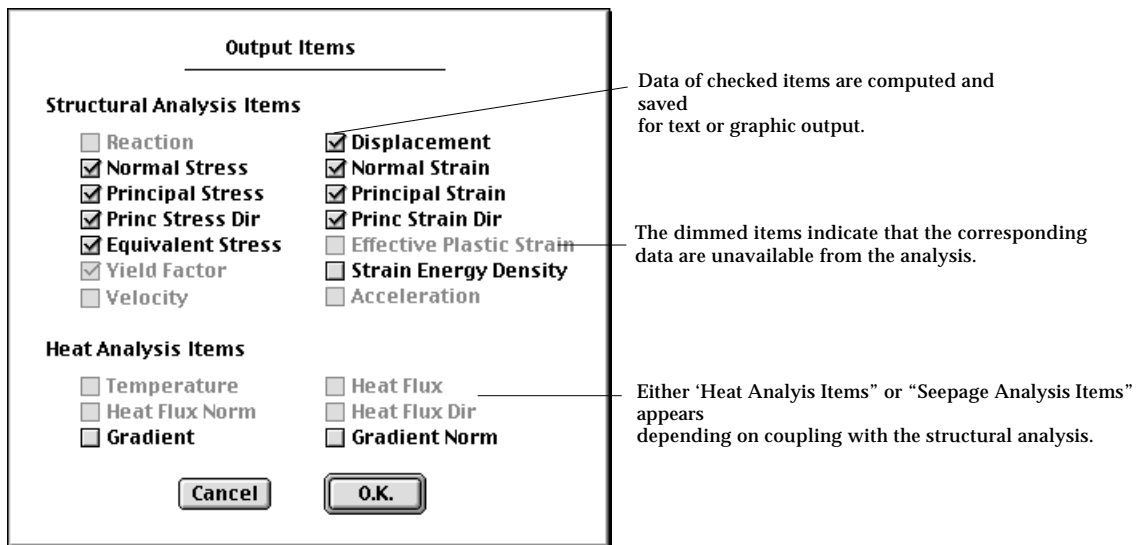 Output Items
Structural Analysis Items
Reaction
Displacement
Normal Stress
Normal Strain
Principal Stress
Principal Strain
Princ Stress Dir
Princ Strain Dir
Equivalent Stress
Effective Plastic Strain
Yield Factor
Strain Energy Density
Velocity
Acceleration
Heat Analysis Items
Temperature
Heat Flux
Heat Flux Norm
Heat Flux Dir
Gradient
Gradient Norm
Cancel
O.K.
Data of checked items are computed and
saved
for text or graphic output.
The dimmed items indicate that the corresponding
data are unavailable from the analysis.
Either ‘Heat Analyis Items” or “Seepage Analysis Items”
appears
depending on coupling with the structural analysis.